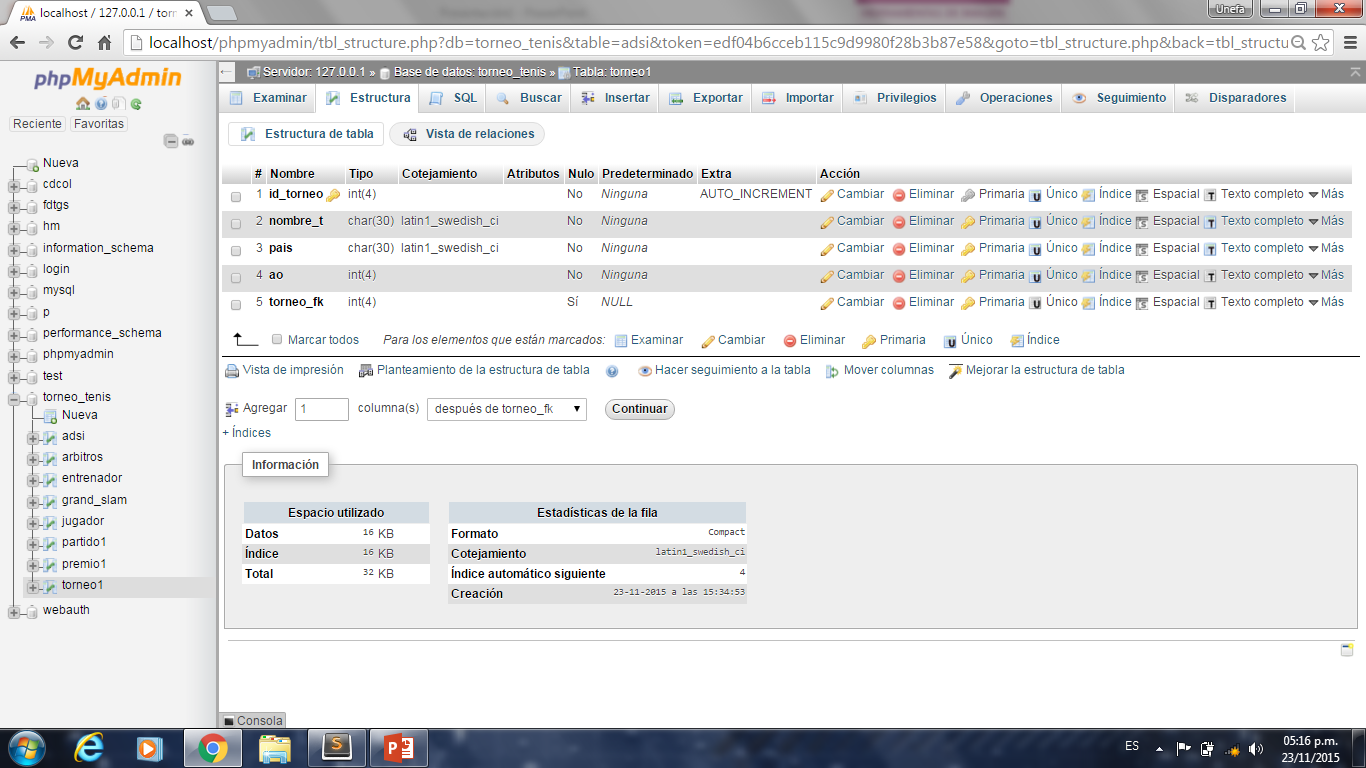 localhost / 127.0.0.1 / torn
Unefa
localhost/phpmyadmin/tbl_structure.php?db=torneo_tenis&table=adsi&token=edf04b6cceb115c9d9980f28b3b87e58&goto=tbl_structure.php&back=tbl_structu
phpMyAdmin
Reciente Favoritas
Nueva
cdcol
fdtgs
hm
information_schema
login
mysql
p
performance_schema
phpmyadmin
test
torneo_tenis
Nueva
adsi
arbitros
entrenador
grand_slam
jugador
partido1
premio1
torneo1
webauth
Servidor: 127.0.0.1 » Base de datos: torneo_tenis » Tabla: torneo1
Examinar Estructura SQL Buscar Insertar Exportar Importar Privilegios Operaciones Seguimiento Disparadores
Estructura de tabla Vista de relaciones
# Nombre Tipo Cotejamiento Atributos Nulo Predeterminado Extra Acción
1 id_torneo int(4) No Ninguna AUTO_INCREMENT Cambiar Eliminar Primaria Único Índice Espacial Texto completo Más
2 nombre_t char(30) latin1_swedish_ci No Ninguna Cambiar Eliminar Primaria Único Índice Espacial Texto completo Más
3 pais char(30) latin1_swedish_ci No Ninguna Cambiar Eliminar Primaria Único Índice Espacial Texto completo Más
4 ao int(4) No Ninguna Cambiar Eliminar Primaria Único Índice Espacial Texto completo Más
5 torneo_fk int(4) Sí NULL Cambiar Eliminar Primaria Único Índice Espacial Texto completo Más
Marcar todos Para los elementos que están marcados: Examinar Cambiar Eliminar Primaria Único Índice
Vista de impresión Planteamiento de la estructura de tabla Hacer seguimiento a la tabla Mover columnas Mejorar la estructura de tabla
Agregar 1 columna(s) después de torneo_fk Continuar
+ Índices
Información
Espacio utilizado
Datos 16 KB
Índice 16 KB
Total 32 KB
Estadísticas de la fila
Formato Compact
Cotejamiento latin1_swedish_ci
Índice automático siguiente 4
Creación 23-11-2015 a las 15:34:53
Consola
ES
05:16 p.m.
23/11/2015